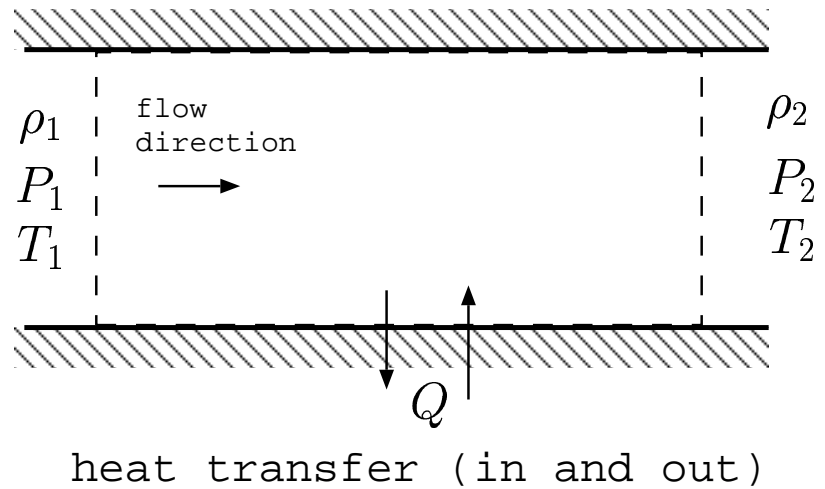 flow
direction
ρ₁
P₁
T₁
ρ₂
P₂
T₂
Q
heat transfer (in and out)